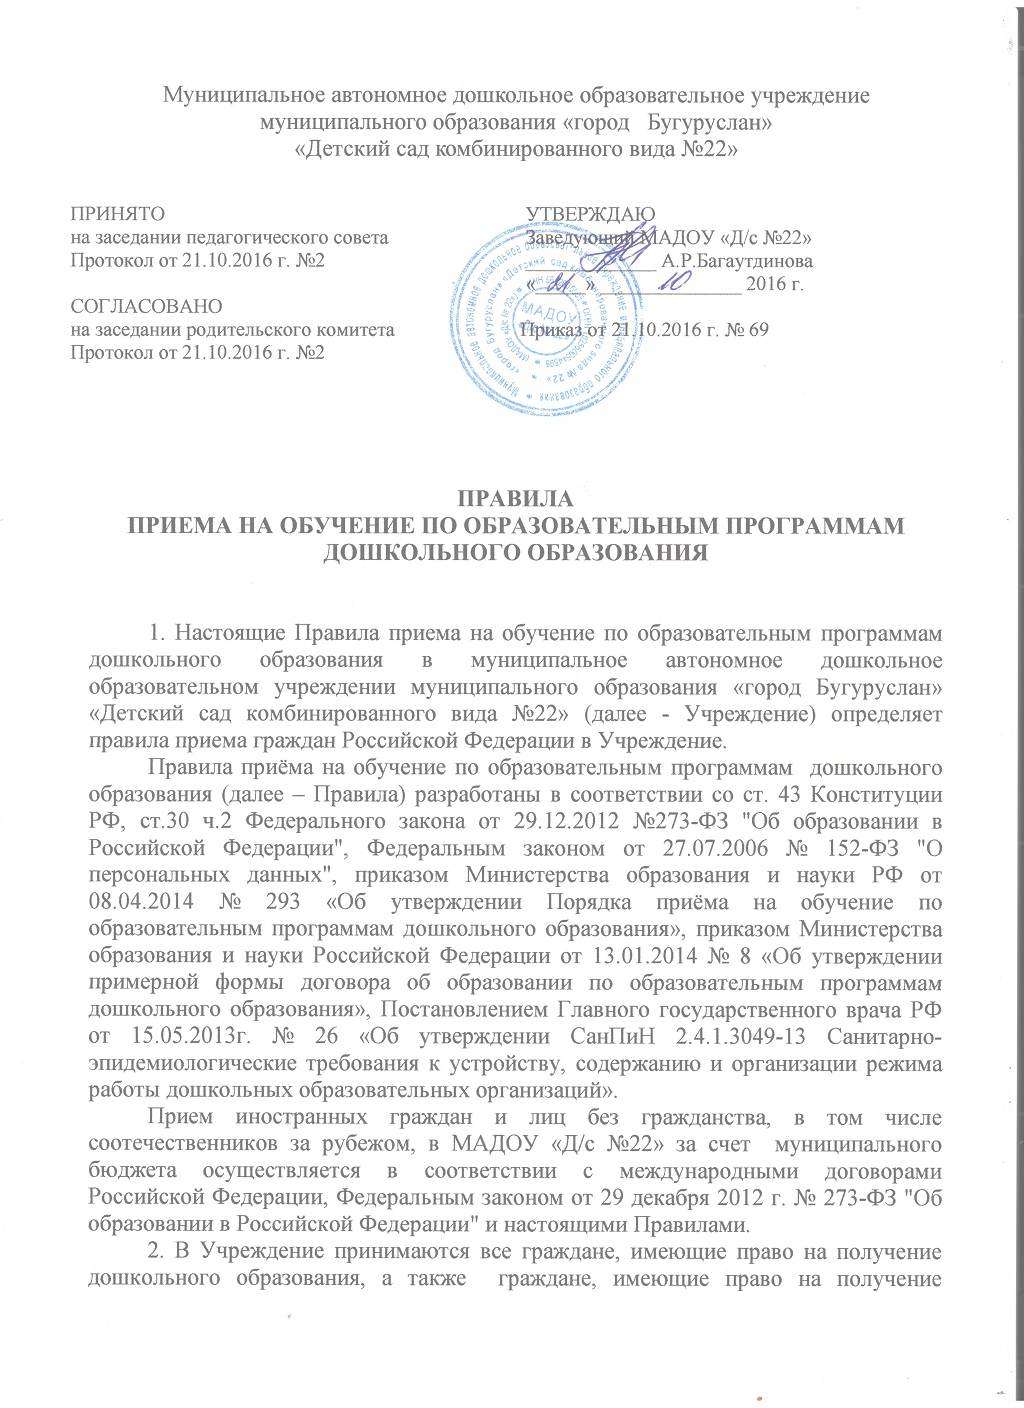 Муниципальное автономное дошкольное образовательное учреждение
муниципального образования «город Бугуруслан»
«Детский сад комбинированного вида №22»
ПРИНЯТО
на заседании педагогического совета
Протокол от 21.10.2016 г. №2
СОГЛАСОВАНО
на заседании родительского комитета
Протокол от 21.10.2016 г. №2
УТВЕРЖДАЮ
Заведующий МАДОУ «Д/с №22»
_____________ А.Р.Багаутдинова
«_21_» ______10______ 2016 г.
Приказ от 21.10.2016 г. № 69
МАДОУ
ПРАВИЛА
ПРИЕМА НА ОБУЧЕНИЕ ПО ОБРАЗОВАТЕЛЬНЫМ ПРОГРАММАМ
ДОШКОЛЬНОГО ОБРАЗОВАНИЯ
1. Настоящие Правила приема на обучение по образовательным программам
дошкольного образования в муниципальное автономное дошкольное
образовательном учреждении муниципального образования «город Бугуруслан»
«Детский сад комбинированного вида №22» (далее - Учреждение) определяет
правила приема граждан Российской Федерации в Учреждение.
Правила приёма на обучение по образовательным программам дошкольного
образования (далее – Правила) разработаны в соответствии со ст. 43 Конституции
РФ, ст.30 ч.2 Федерального закона от 29.12.2012 №273-ФЗ "Об образовании в
Российской Федерации", Федеральным законом от 27.07.2006 № 152-ФЗ "О
персональных данных", приказом Министерства образования и науки РФ от
08.04.2014 № 293 «Об утверждении Порядка приёма на обучение по
образовательным программам дошкольного образования», приказом Министерства
образования и науки Российской Федерации от 13.01.2014 № 8 «Об утверждении
примерной формы договора об образовании по образовательным программам
дошкольного образования», Постановлением Главного государственного врача РФ
от 15.05.2013г. № 26 «Об утверждении СанПиН 2.4.1.3049-13 Санитарно-
эпидемиологические требования к устройству, содержанию и организации режима
работы дошкольных образовательных организаций».
Прием иностранных граждан и лиц без гражданства, в том числе
соотечественников за рубежом, в МАДОУ «Д/с №22» за счет муниципального
бюджета осуществляется в соответствии с международными договорами
Российской Федерации, Федеральным законом от 29 декабря 2012 г. № 273-ФЗ "Об
образовании в Российской Федерации" и настоящими Правилами.
2. В Учреждение принимаются все граждане, имеющие право на получение
дошкольного образования, а также граждане, имеющие право на получение